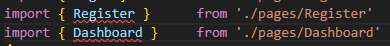 import { Register }       from './pages/Register'
import { Dashboard }      from './pages/Dashboard'